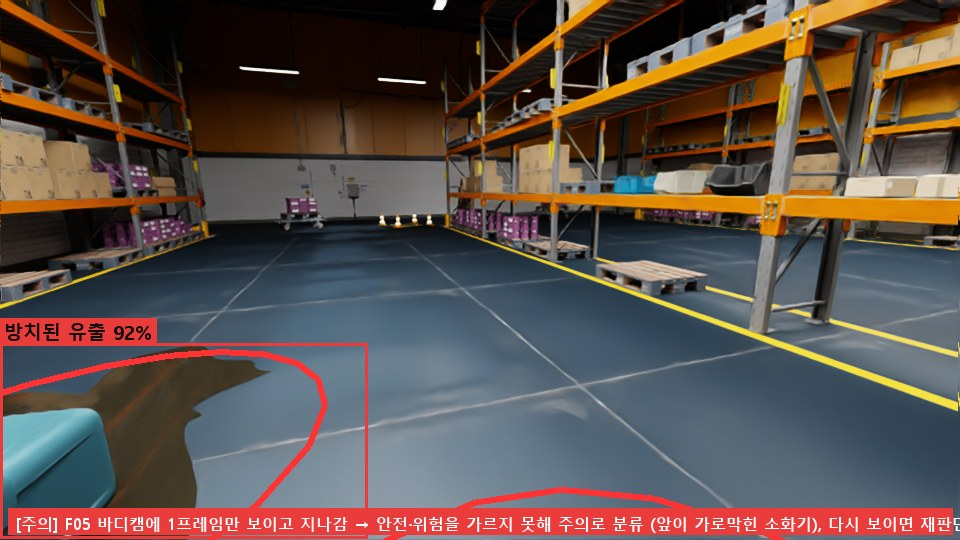 방치된 유출 92%
[주의] F05 바디캠에 1프레임만 보이고 지나감 → 안전·위험을 가르지 못해 주의로 분류 (앞이 가로막힌 소화기), 다시 보이면 재판단